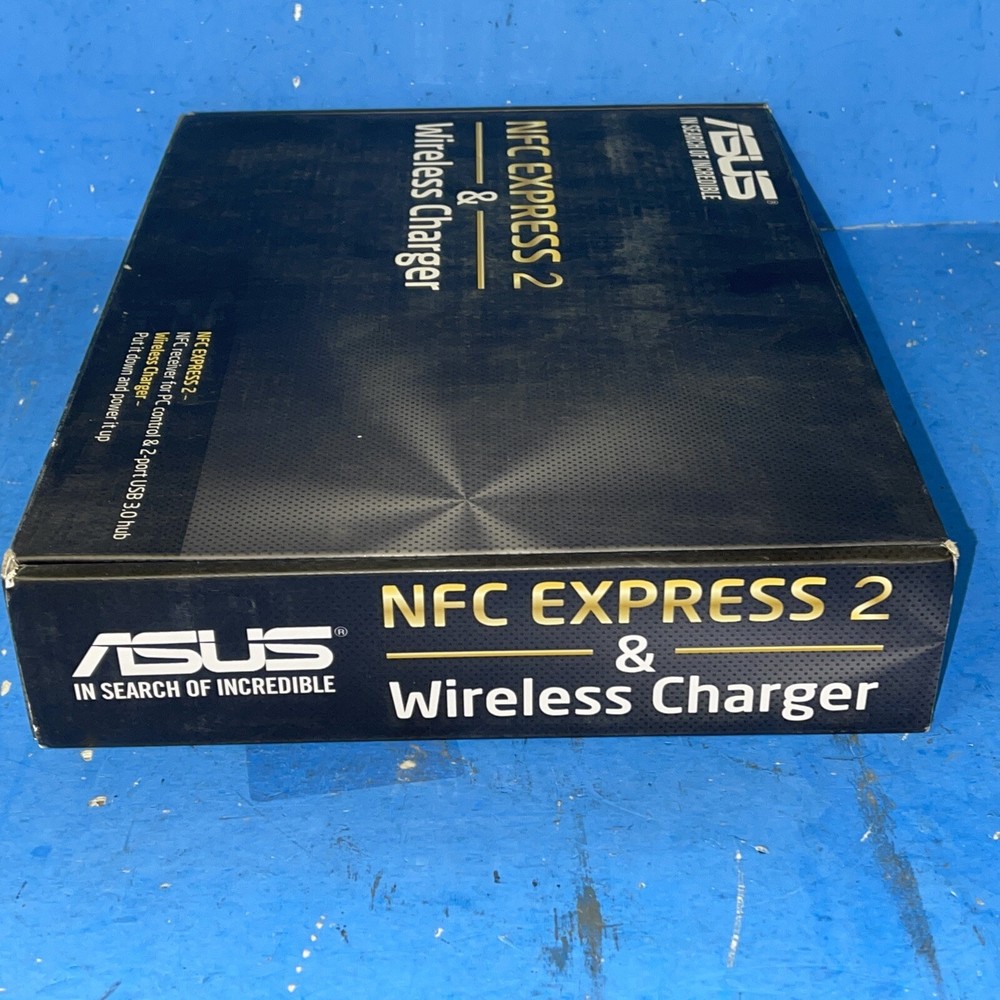 ASUS®
IN SEARCH OF INCREDIBLE
NFC EXPRESS 2
&
Wireless Charger
NFC EXPRESS 2 –
NFC receiver for PC control & 2-port USB 3.0 hub
Wireless Charger –
Put it down and power it up
ASUS®
IN SEARCH OF INCREDIBLE
NFC EXPRESS 2
&
Wireless Charger